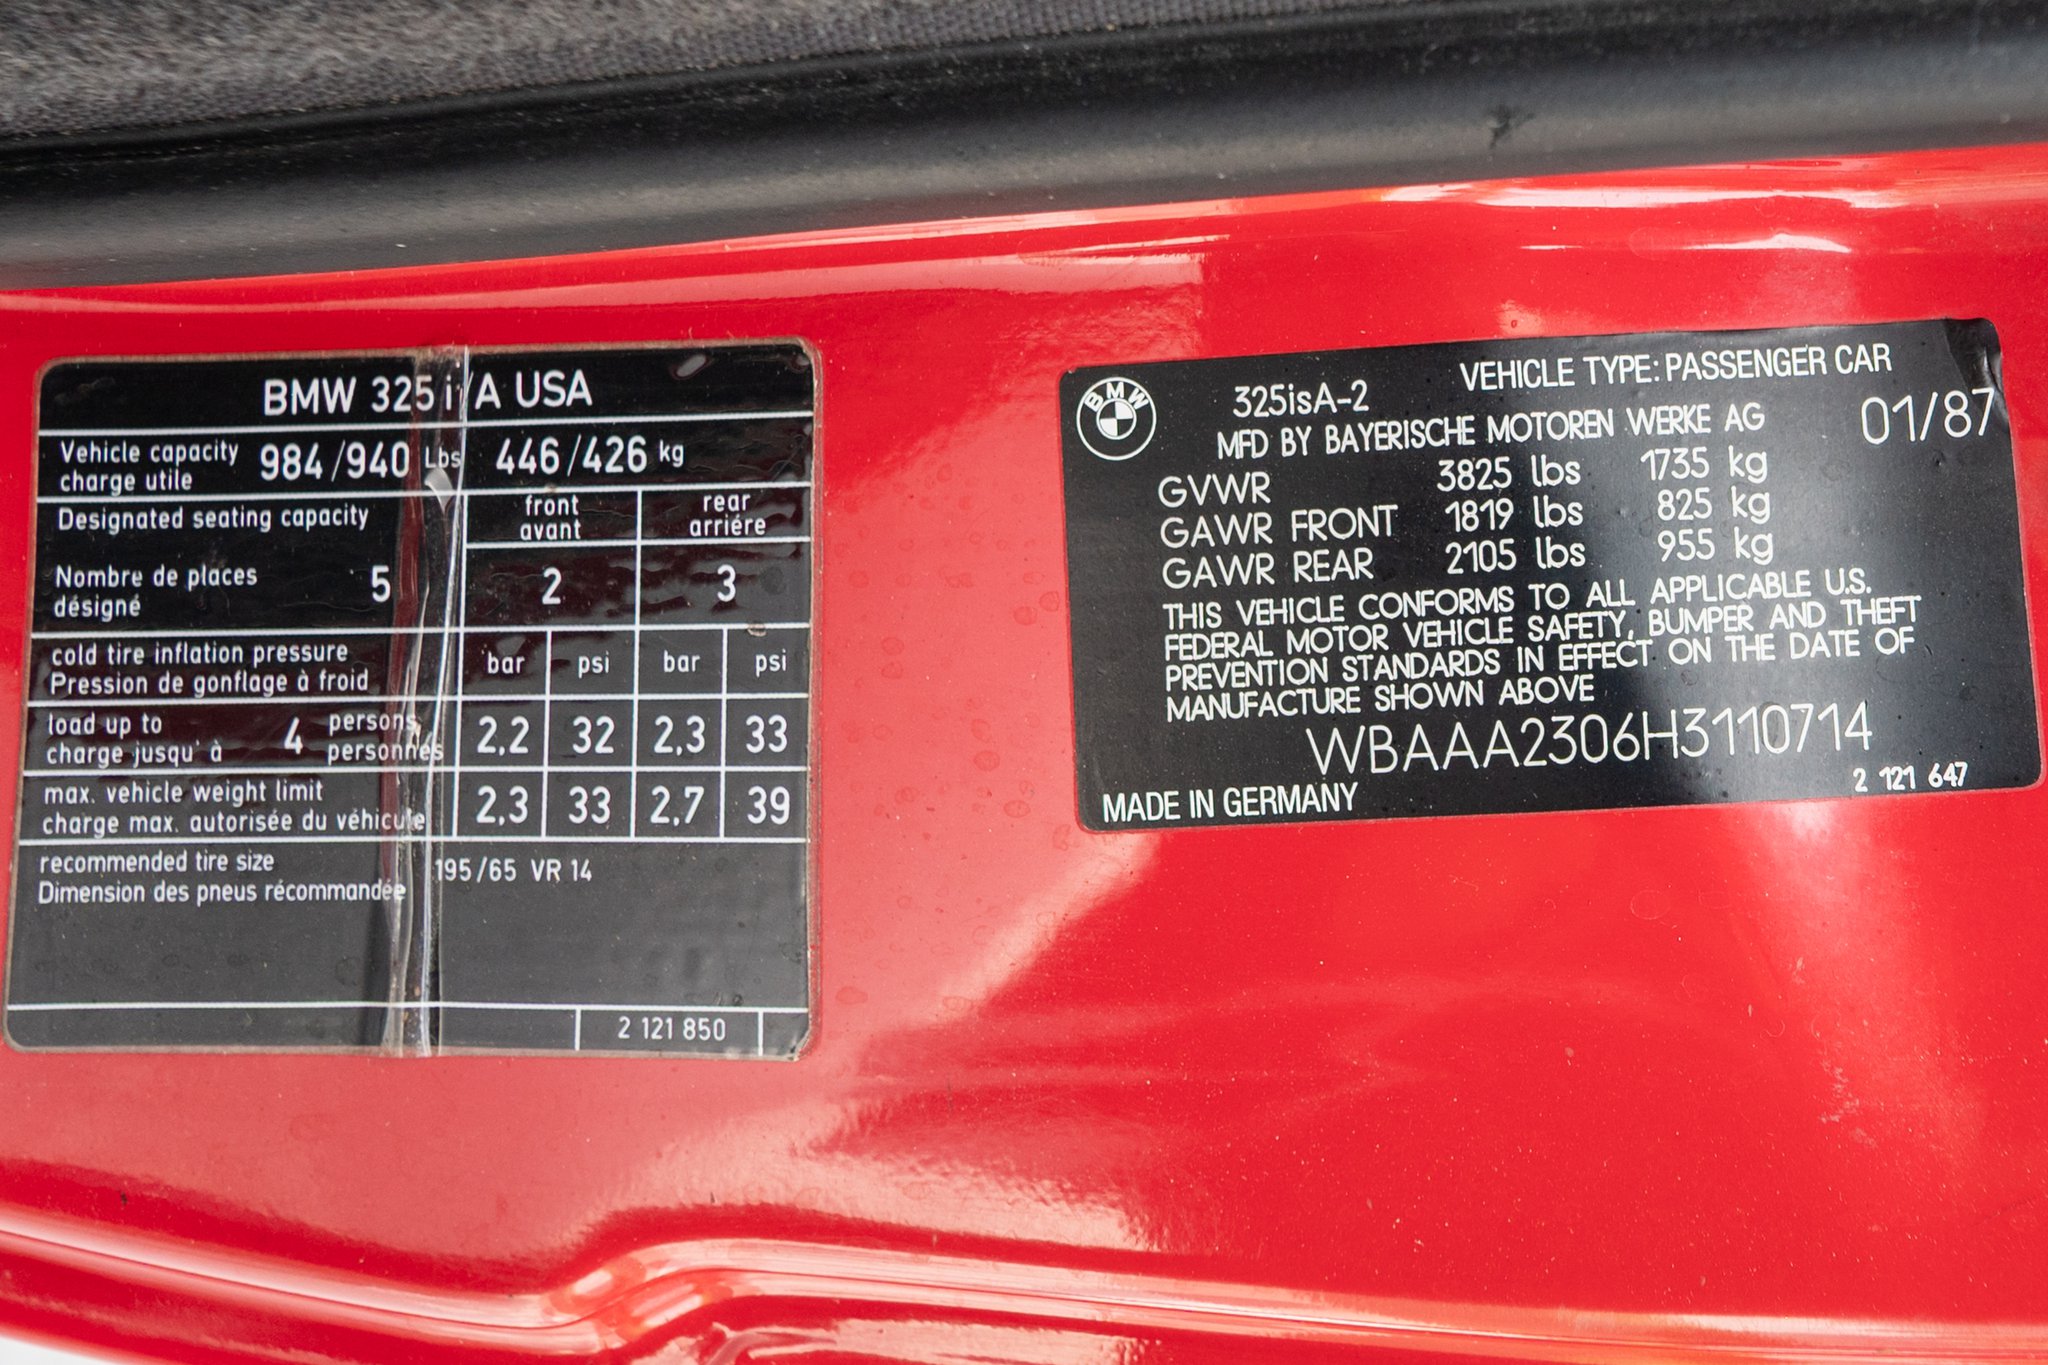 BMW 325 i/A USA
Vehicle capacity
charge utile
984/940 Lbs 446/426 kg
Designated seating capacity
front
avant
rear
arriére
Nombre de places
désigné
5 2 3
cold tire inflation pressure
Pression de gonflage à froid
bar psi bar psi
load up to
charge jusqu' à
4
persons
personnes
2,2 32 2,3 33
max. vehicle weight limit
charge max. autorisée du véhicule
2,3 33 2,7 39
recommended tire size
Dimension des pneus récommandée
195/65 VR 14
2 121 850
BMW
325isA-2 VEHICLE TYPE: PASSENGER CAR
MFD BY BAYERISCHE MOTOREN WERKE AG 01/87
GVWR 3825 lbs 1735 kg
GAWR FRONT 1819 lbs 825 kg
GAWR REAR 2105 lbs 955 kg
THIS VEHICLE CONFORMS TO ALL APPLICABLE U.S.
FEDERAL MOTOR VEHICLE SAFETY, BUMPER AND THEFT
PREVENTION STANDARDS IN EFFECT ON THE DATE OF
MANUFACTURE SHOWN ABOVE
WBAAA2306H3110714
MADE IN GERMANY 2 121 647